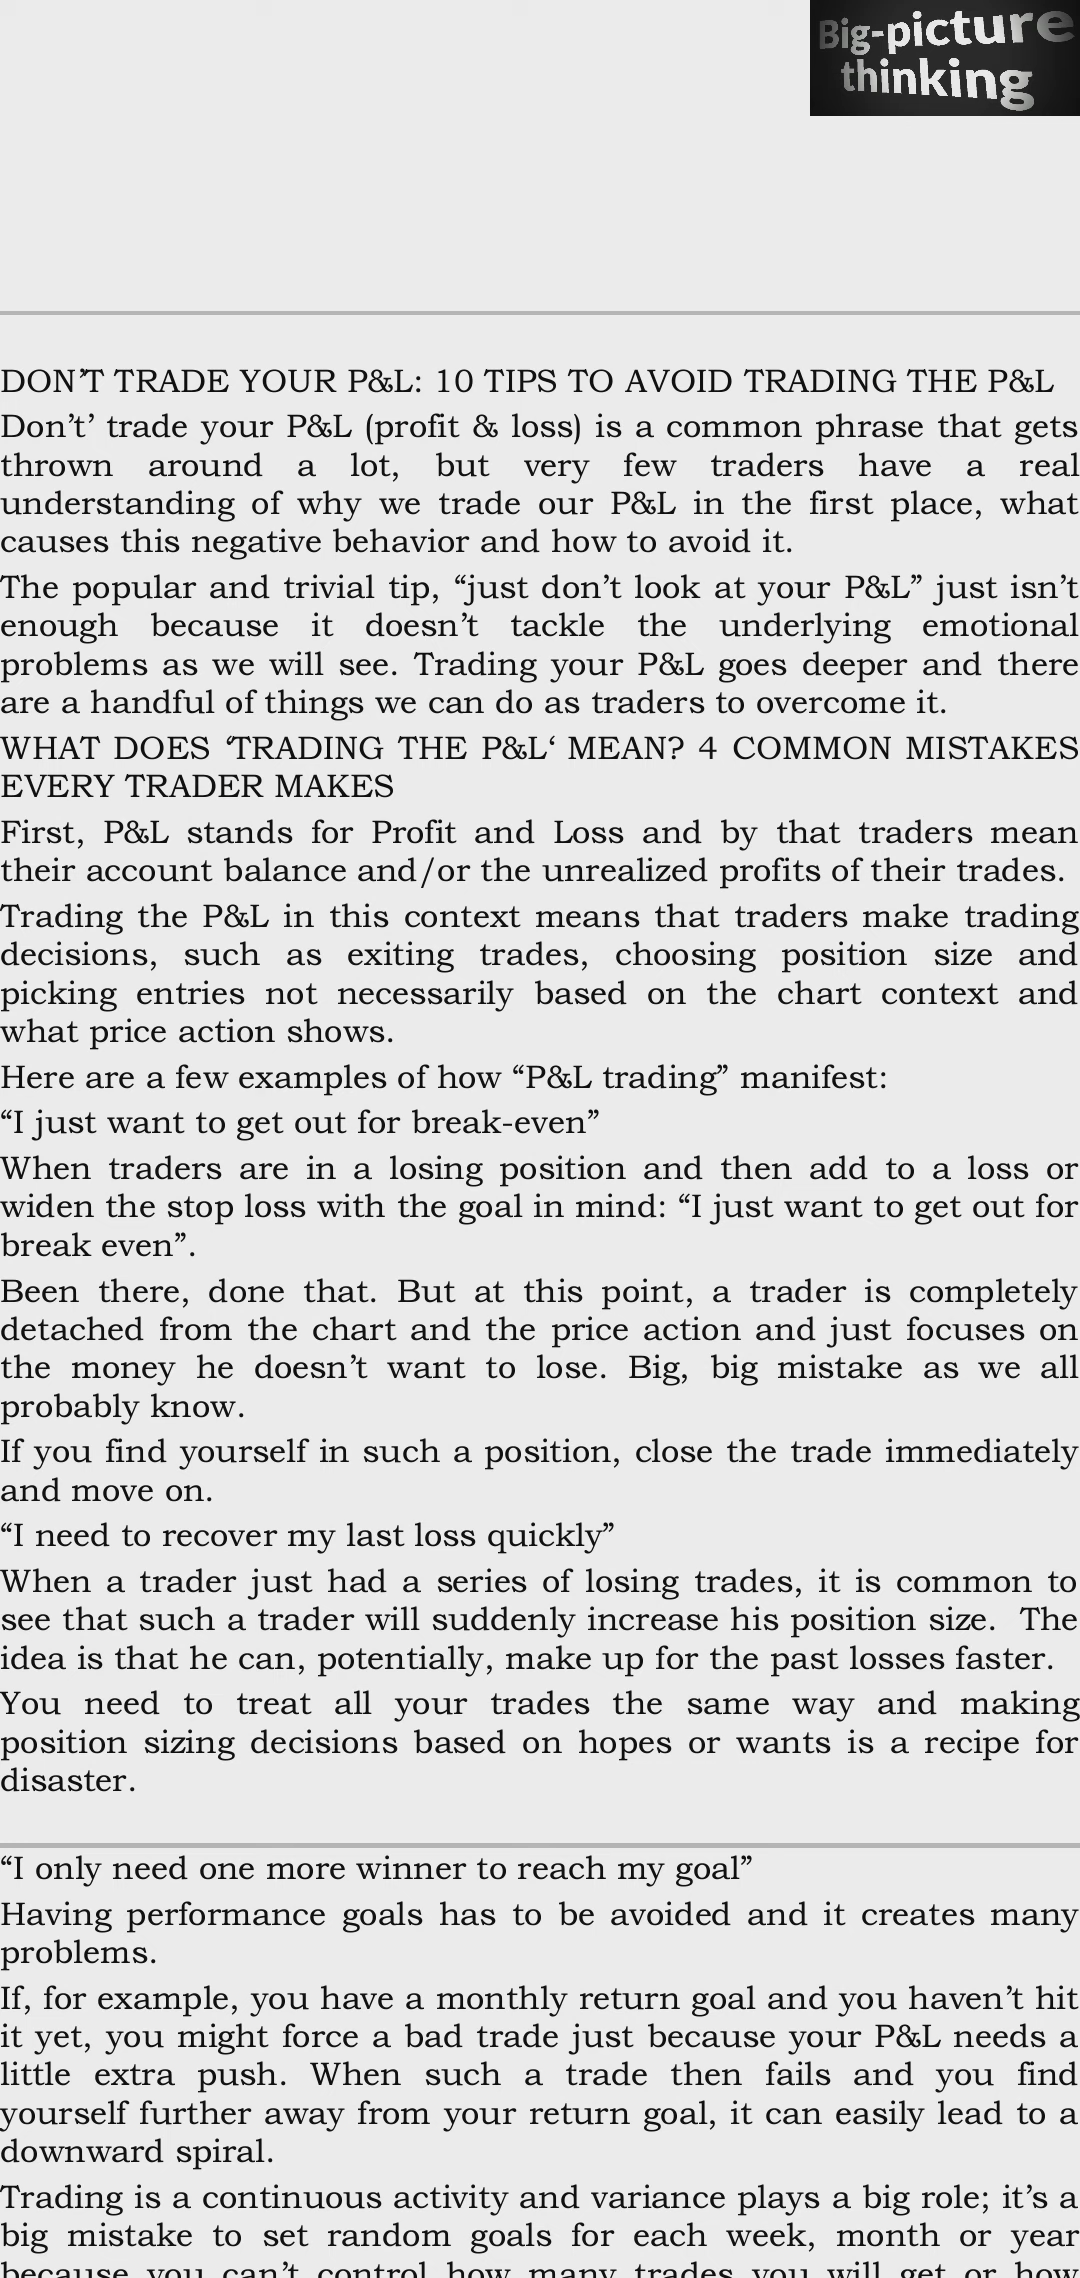 Big-picture
thinking
DON’T TRADE YOUR P&L: 10 TIPS TO AVOID TRADING THE P&L
Don’t’ trade your P&L (profit & loss) is a common phrase that gets
thrown around a lot, but very few traders have a real
understanding of why we trade our P&L in the first place, what
causes this negative behavior and how to avoid it.
The popular and trivial tip, “just don’t look at your P&L” just isn’t
enough because it doesn’t tackle the underlying emotional
problems as we will see. Trading your P&L goes deeper and there
are a handful of things we can do as traders to overcome it.
WHAT DOES ‘TRADING THE P&L‘ MEAN? 4 COMMON MISTAKES
EVERY TRADER MAKES
First, P&L stands for Profit and Loss and by that traders mean
their account balance and/or the unrealized profits of their trades.
Trading the P&L in this context means that traders make trading
decisions, such as exiting trades, choosing position size and
picking entries not necessarily based on the chart context and
what price action shows.
Here are a few examples of how “P&L trading” manifest:
“I just want to get out for break-even”
When traders are in a losing position and then add to a loss or
widen the stop loss with the goal in mind: “I just want to get out for
break even”.
Been there, done that. But at this point, a trader is completely
detached from the chart and the price action and just focuses on
the money he doesn’t want to lose. Big, big mistake as we all
probably know.
If you find yourself in such a position, close the trade immediately
and move on.
“I need to recover my last loss quickly”
When a trader just had a series of losing trades, it is common to
see that such a trader will suddenly increase his position size.  The
idea is that he can, potentially, make up for the past losses faster.
You need to treat all your trades the same way and making
position sizing decisions based on hopes or wants is a recipe for
disaster.
“I only need one more winner to reach my goal”
Having performance goals has to be avoided and it creates many
problems.
If, for example, you have a monthly return goal and you haven’t hit
it yet, you might force a bad trade just because your P&L needs a
little extra push. When such a trade then fails and you find
yourself further away from your return goal, it can easily lead to a
downward spiral.
Trading is a continuous activity and variance plays a big role; it’s a
big mistake to set random goals for each week, month or year
because you can’t control how many trades you will get or how